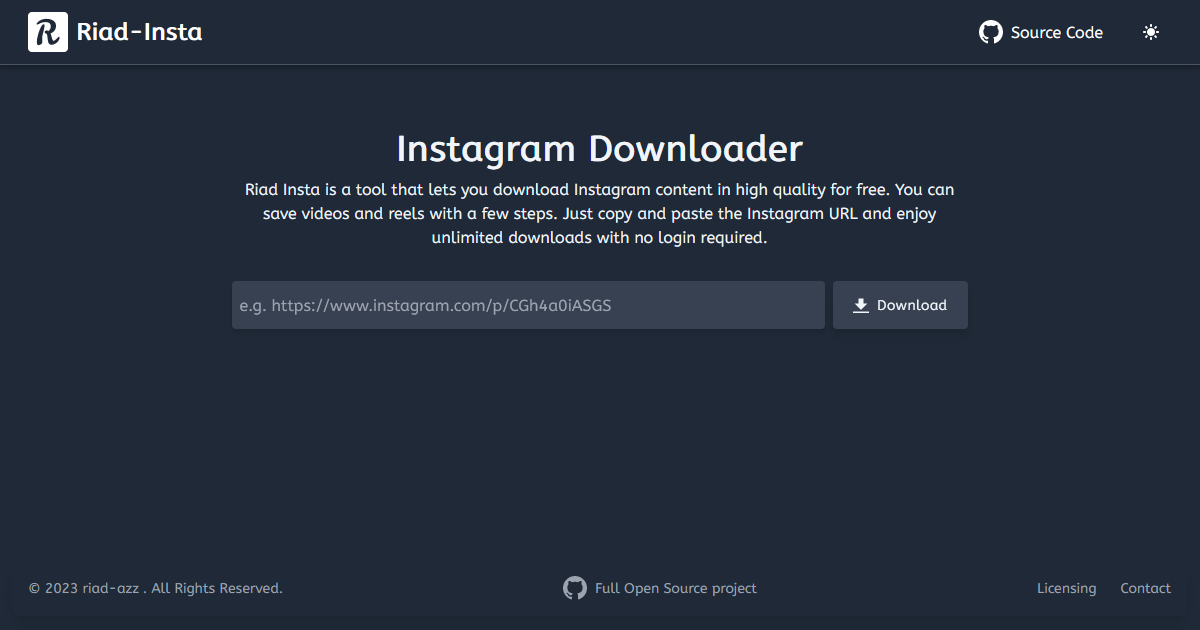 R Riad-Insta
Source Code
Instagram Downloader
Riad Insta is a tool that lets you download Instagram content in high quality for free. You can
save videos and reels with a few steps. Just copy and paste the Instagram URL and enjoy
unlimited downloads with no login required.
e.g. https://www.instagram.com/p/CGh4a0iASGS
Download
© 2023 riad-azz . All Rights Reserved.
Full Open Source project
Licensing
Contact